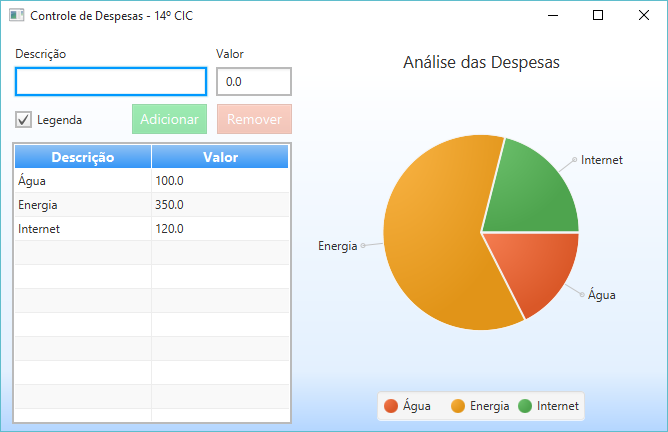 Controle de Despesas - 14º CIC
Descrição Valor
0.0
Legenda Adicionar Remover
Descrição Valor
Água 100.0
Energia 350.0
Internet 120.0
Análise das Despesas
Internet
Energia
Água
Água Energia Internet